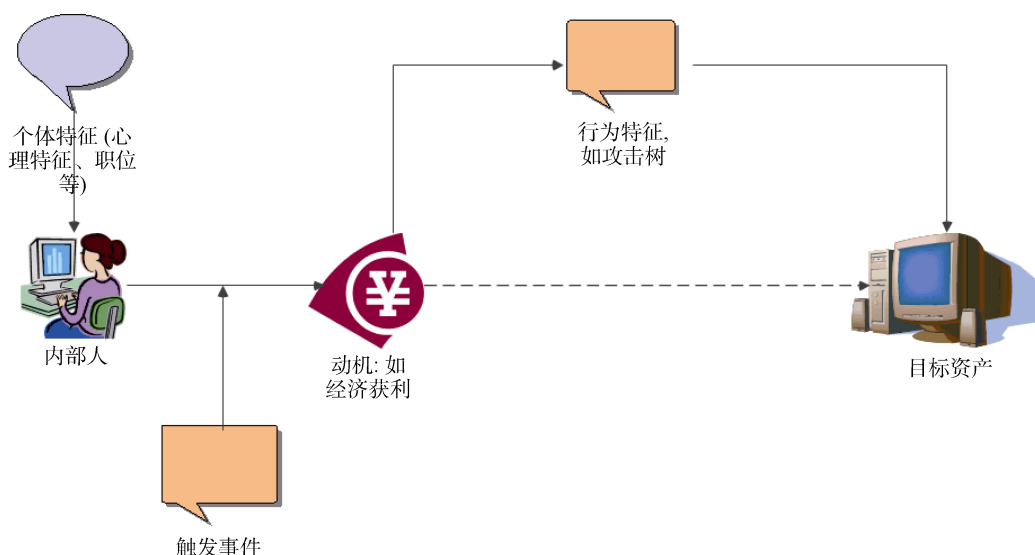 个体特征 (心
理特征、职位
等)
行为特征,
如攻击树
内部人
动机: 如
经济获利
目标资产
触发事件